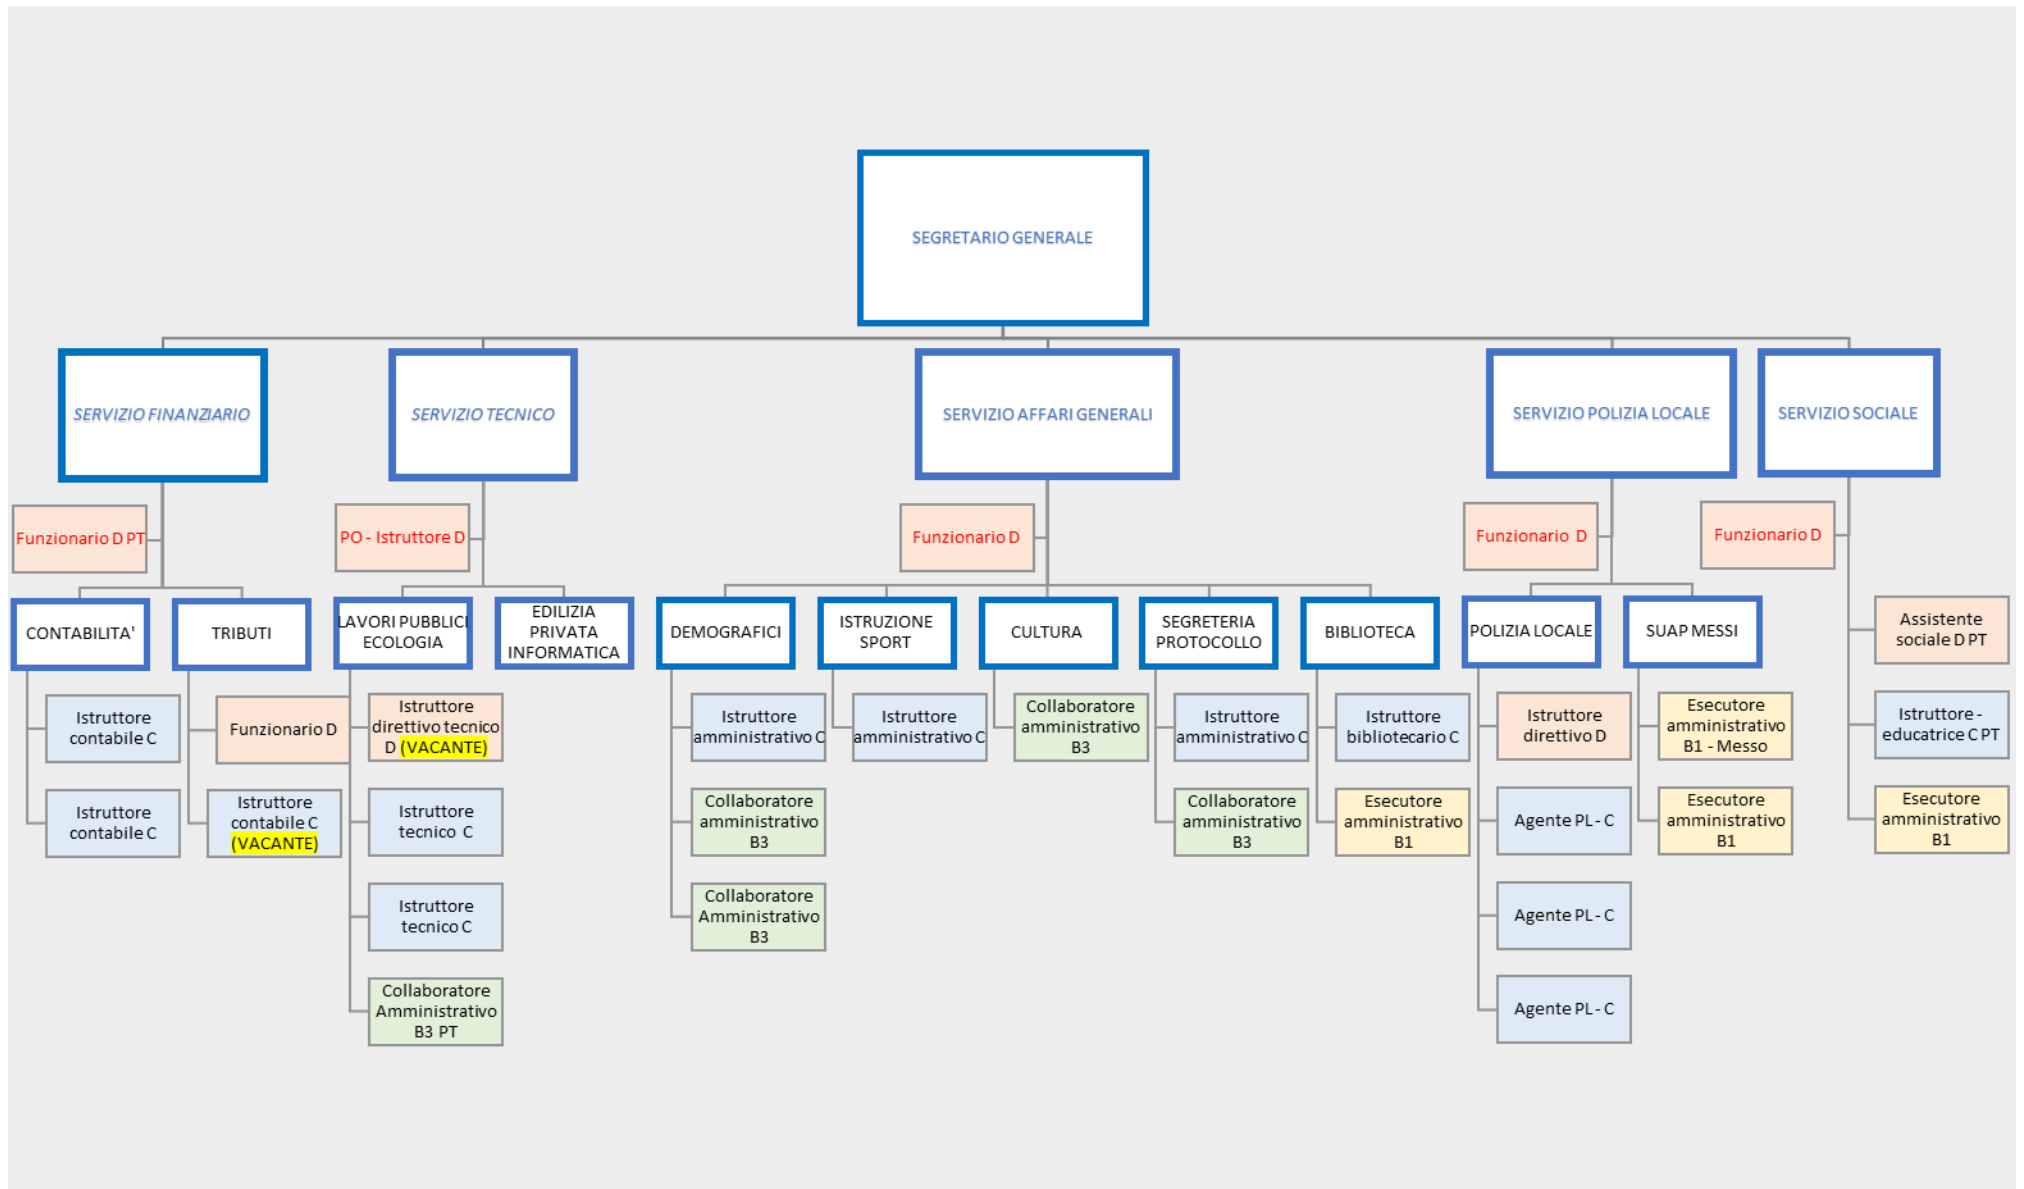 SEGRETARIO GENERALE
SERVIZIO FINANZIARIO
SERVIZIO TECNICO
SERVIZIO AFFARI GENERALI
SERVIZIO POLIZIA LOCALE
SERVIZIO SOCIALE
Funzionario D PT
PO - Istruttore D
Funzionario D
Funzionario D
Funzionario D
CONTABILITA'
TRIBUTI
LAVORI PUBBLICI
ECOLOGIA
EDILIZIA
PRIVATA
INFORMATICA
DEMOGRAFICI
ISTRUZIONE
SPORT
CULTURA
SEGRETERIA
PROTOCOLLO
BIBLIOTECA
POLIZIA LOCALE
SUAP MESSI
Istruttore
contabile C
Istruttore
contabile C
Funzionario D
Istruttore
contabile C
(VACANTE)
Istruttore
direttivo tecnico
D (VACANTE)
Istruttore
tecnico C
Istruttore
tecnico C
Collaboratore
Amministrativo
B3 PT
Istruttore
amministrativo C
Collaboratore
amministrativo
B3
Collaboratore
Amministrativo
B3
Istruttore
amministrativo C
Collaboratore
amministrativo
B3
Istruttore
amministrativo C
Collaboratore
amministrativo
B3
Istruttore
bibliotecario C
Esecutore
amministrativo
B1
Istruttore
direttivo D
Agente PL - C
Agente PL - C
Agente PL - C
Esecutore
amministrativo
B1 - Messo
Esecutore
amministrativo
B1
Assistente
sociale D PT
Istruttore -
educatrice C PT
Esecutore
amministrativo
B1